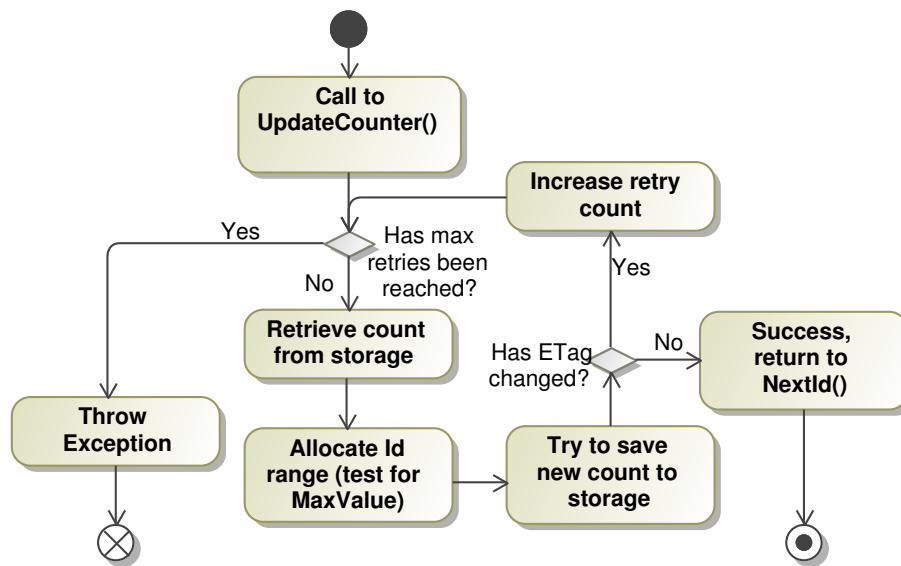 Call to
UpdateCounter()
Increase retry
count
Yes
Has max
retries been
reached?
No
Yes
Retrieve count
from storage
Has ETag
changed?
No
Success,
return to
NextId()
Throw
Exception
Allocate Id
range (test for
MaxValue)
Try to save
new count to
storage